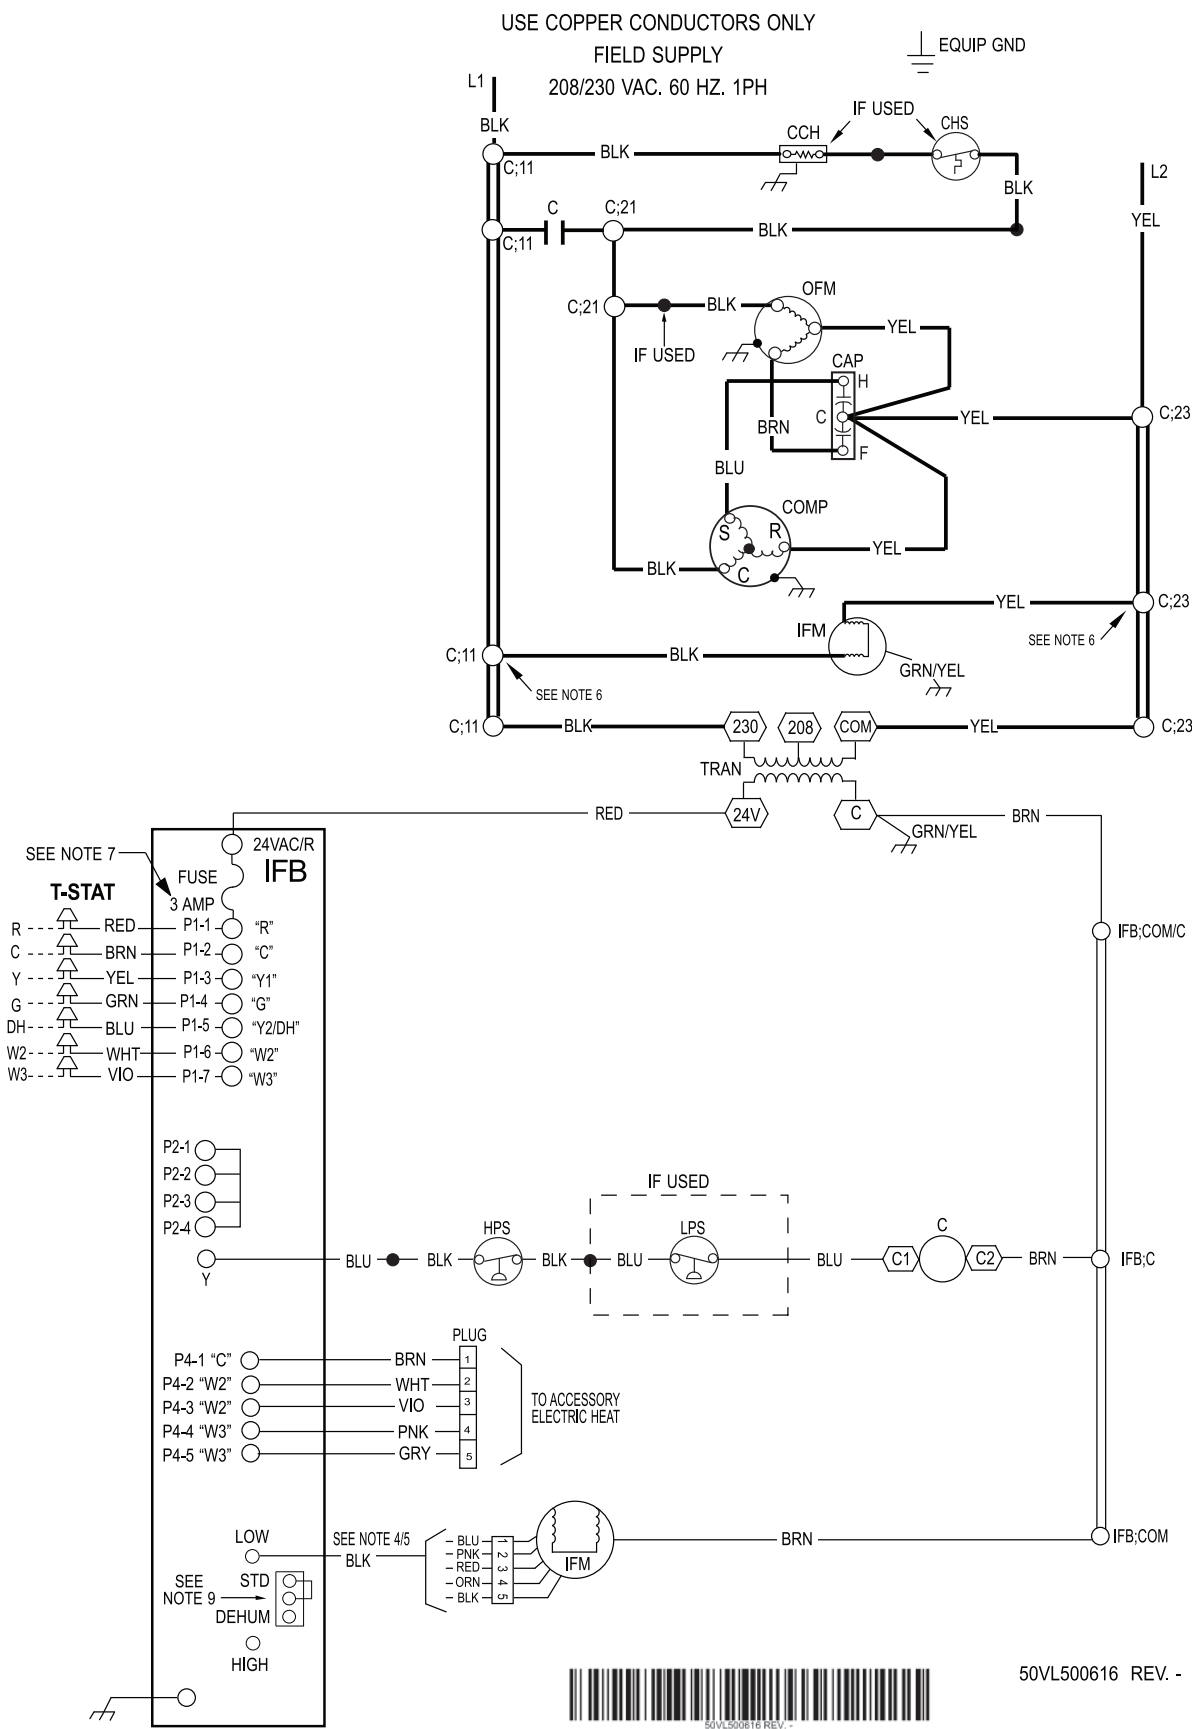 USE COPPER CONDUCTORS ONLY
FIELD SUPPLY
208/230 VAC. 60 HZ. 1PH
EQUIP GND
L1
BLK
C;11
BLK
CCH
IF USED
CHS
BLK
L2
YEL
C;11
C
C;21
BLK
C;21
IF USED
BLK
OFM
YEL
CAP
H
C
F
BRN
BLU
YEL
C;23
COMP
S
R
C
YEL
BLK
YEL
C;23
SEE NOTE 6
IFM
C;11
BLK
GRN/YEL
SEE NOTE 6
C;11
BLK
230
208
COM
YEL
C;23
TRAN
RED
24V
C
GRN/YEL
BRN
SEE NOTE 7
24VAC/R
IFB
FUSE
3 AMP
T-STAT
R RED P1-1 "R"
C BRN P1-2 "C"
Y YEL P1-3 "Y1"
G GRN P1-4 "G"
DH BLU P1-5 "Y2/DH"
W2 WHT P1-6 "W2"
W3 VIO P1-7 "W3"
IFB;COM/C
P2-1
P2-2
P2-3
P2-4
Y
BLU
BLK
HPS
BLK
IF USED
BLU
LPS
BLU
C1
C
C2
BRN
IFB;C
PLUG
P4-1 "C" BRN 1
P4-2 "W2" WHT 2
P4-3 "W2" VIO 3
P4-4 "W3" PNK 4
P4-5 "W3" GRY 5
TO ACCESSORY
ELECTRIC HEAT
LOW
SEE NOTE 4/5
BLK
BLU 1
PNK 2
RED 3
ORN 4
BLK 5
IFM
BRN
IFB;COM
SEE
NOTE 9
STD
DEHUM
HIGH
50VL500616 REV. -
50VL500616 REV. -